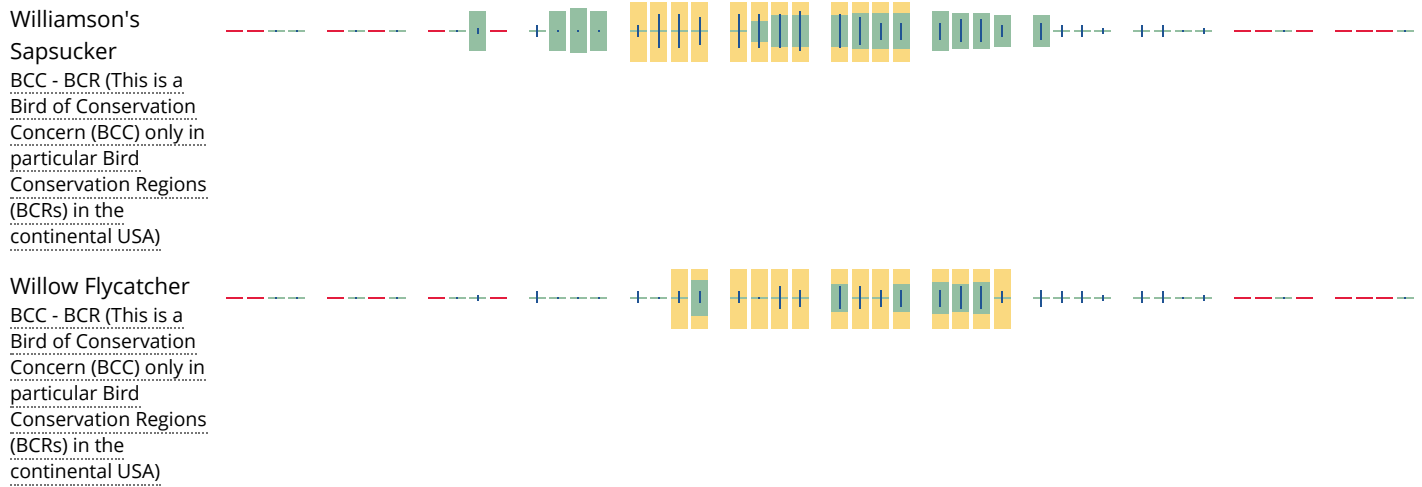 Williamson's
Sapsucker
BCC - BCR (This is a
Bird of Conservation
Concern (BCC) only in
particular Bird
Conservation Regions
(BCRs) in the
continental USA)
Willow Flycatcher
BCC - BCR (This is a
Bird of Conservation
Concern (BCC) only in
particular Bird
Conservation Regions
(BCRs) in the
continental USA)